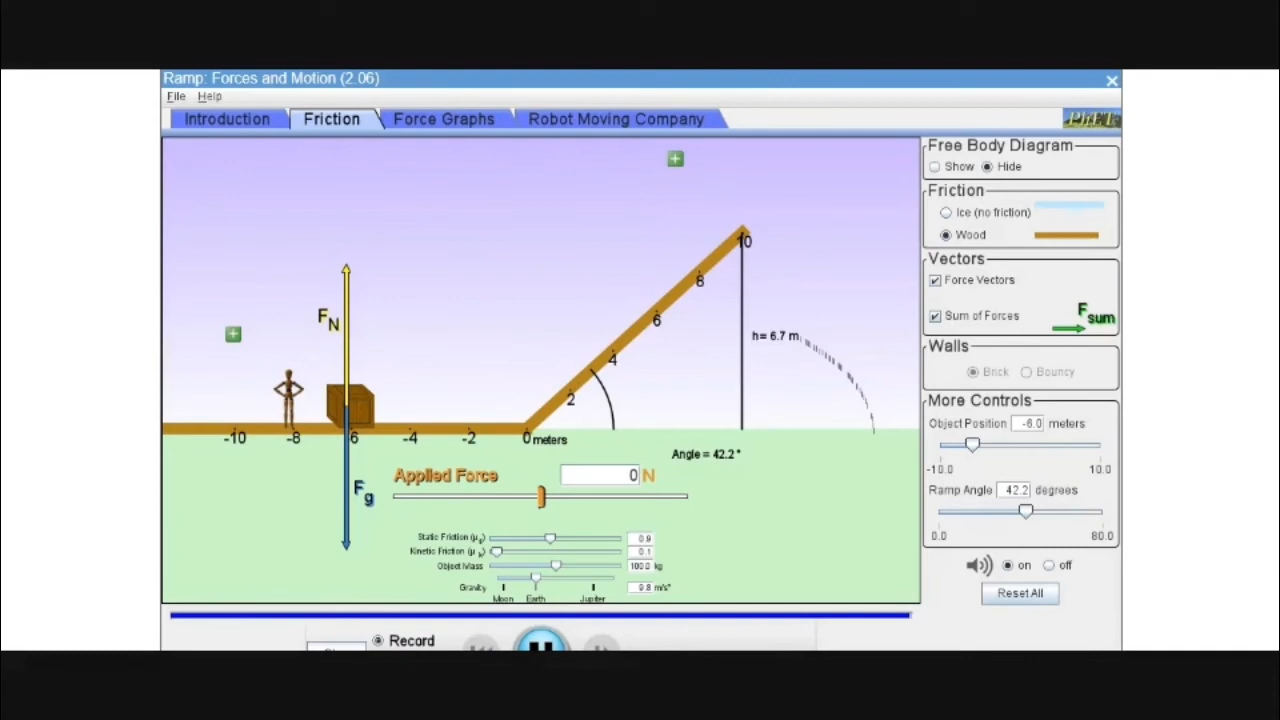 Ramp: Forces and Motion (2.06)
File Help
Introduction Friction Force Graphs Robot Moving Company
PhET
Free Body Diagram
Show Hide
Friction
Ice (no friction)
Wood
Vectors
Force Vectors
Sum of Forces
F sum
Walls
Brick Bouncy
More Controls
Object Position -6.0 meters
-10.0 10.0
Ramp Angle 42.2 degrees
0.0 80.0
on off
Reset All
10
8
6
4
2
h= 6.7 m
FN
-10 -8 -6 -4 -2 0 meters
Angle = 42.2°
Fg
Applied Force 0 N
Static Friction (μs) 0.9
Kinetic Friction (μk) 0.1
Object Mass 100.0 kg
Gravity 9.8 m/s²
Moon Earth Jupiter
Record